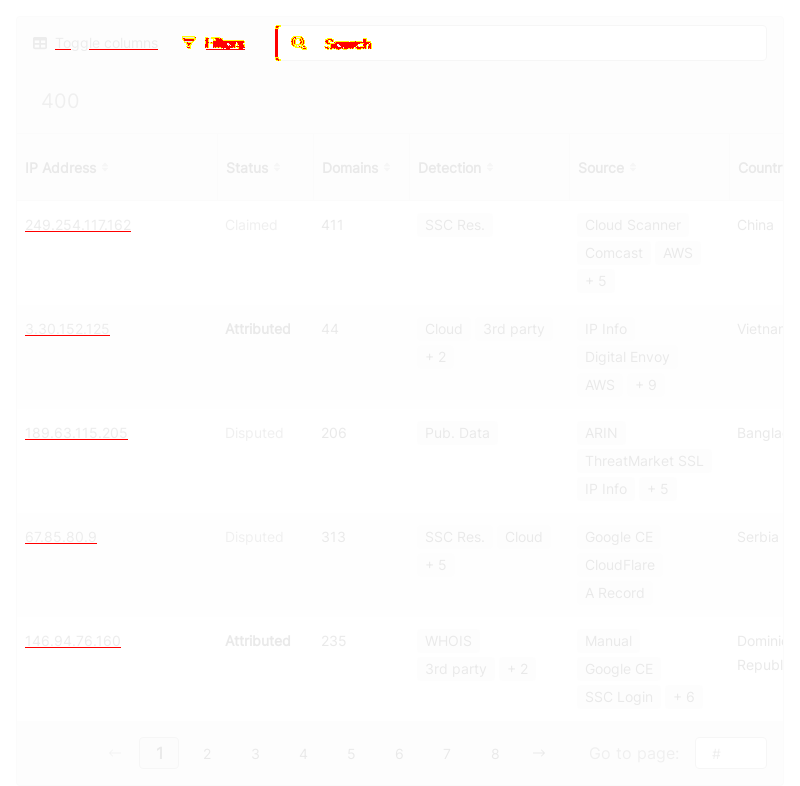 Toggle columns Filters Search
400
IP Address Status Domains Detection Source Countr
249.254.117.162 Claimed 411 SSC Res. Cloud Scanner China
Comcast AWS
+ 5
3.30.152.125 Attributed 44 Cloud 3rd party IP Info Vietnam
+ 2 Digital Envoy
AWS + 9
189.63.115.205 Disputed 206 Pub. Data ARIN Bangla
ThreatMarket SSL
IP Info + 5
67.85.80.9 Disputed 313 SSC Res. Cloud Google CE Serbia
+ 5 CloudFlare
A Record
146.94.76.160 Attributed 235 WHOIS Manual Domini
3rd party + 2 Google CE Republ
SSC Login + 6
← 1 2 3 4 5 6 7 8 → Go to page: #